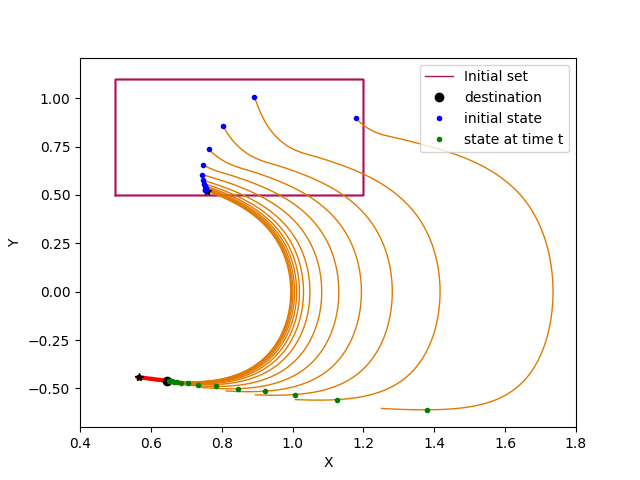 Initial set
destination
initial state
state at time t
1.00
0.75
0.50
0.25
0.00
−0.25
−0.50
Y
0.4
0.6
0.8
1.0
1.2
1.4
1.6
1.8
X